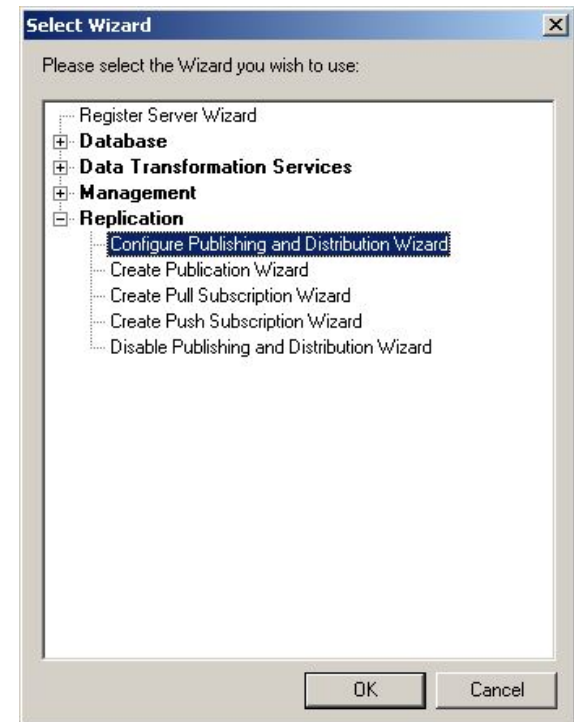 Select Wizard
Please select the Wizard you wish to use:
Register Server Wizard
Database
Data Transformation Services
Management
Replication
Configure Publishing and Distribution Wizard
Create Publication Wizard
Create Pull Subscription Wizard
Create Push Subscription Wizard
Disable Publishing and Distribution Wizard
OK Cancel